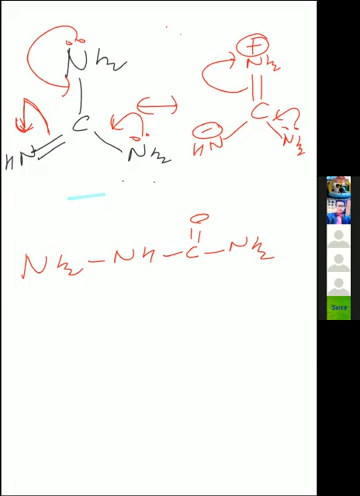 NH2 NH2
C ↔ C
HN NH2 HN NH2
O
NH2 – NH – C – NH2